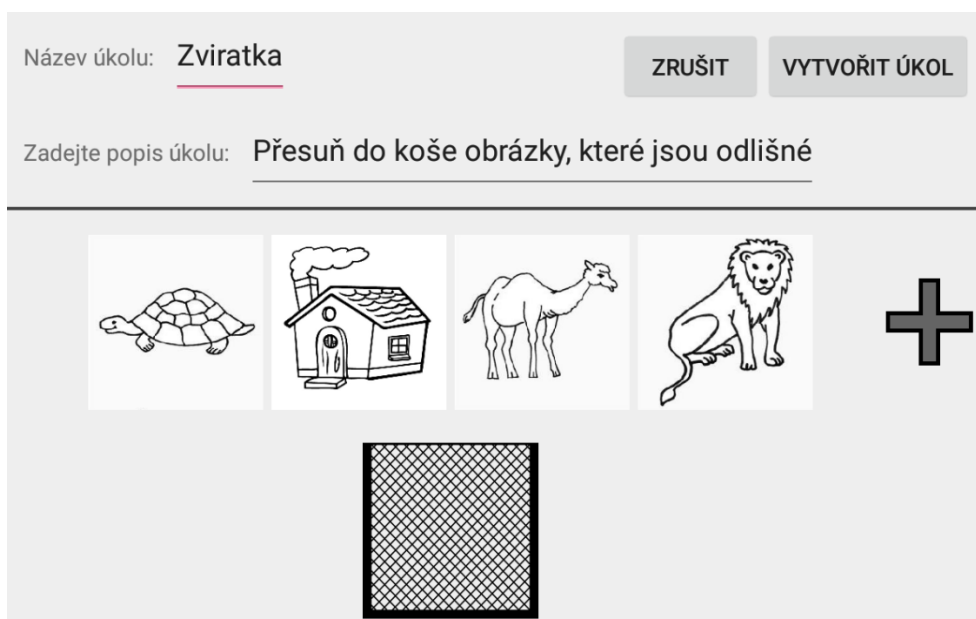 Název úkolu: Zviratka ZRUŠIT VYTVOŘIT ÚKOL
Zadejte popis úkolu: Přesuň do koše obrázky, které jsou odlišné